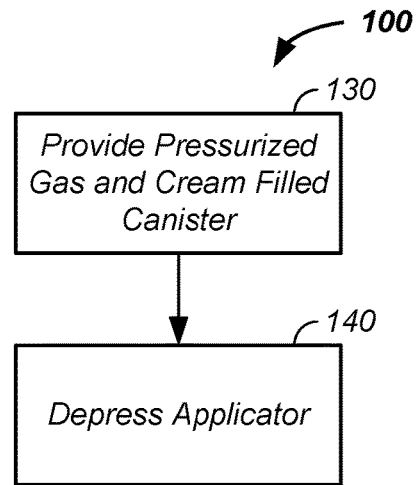 100
130
Provide Pressurized
Gas and Cream Filled
Canister
140
Depress Applicator